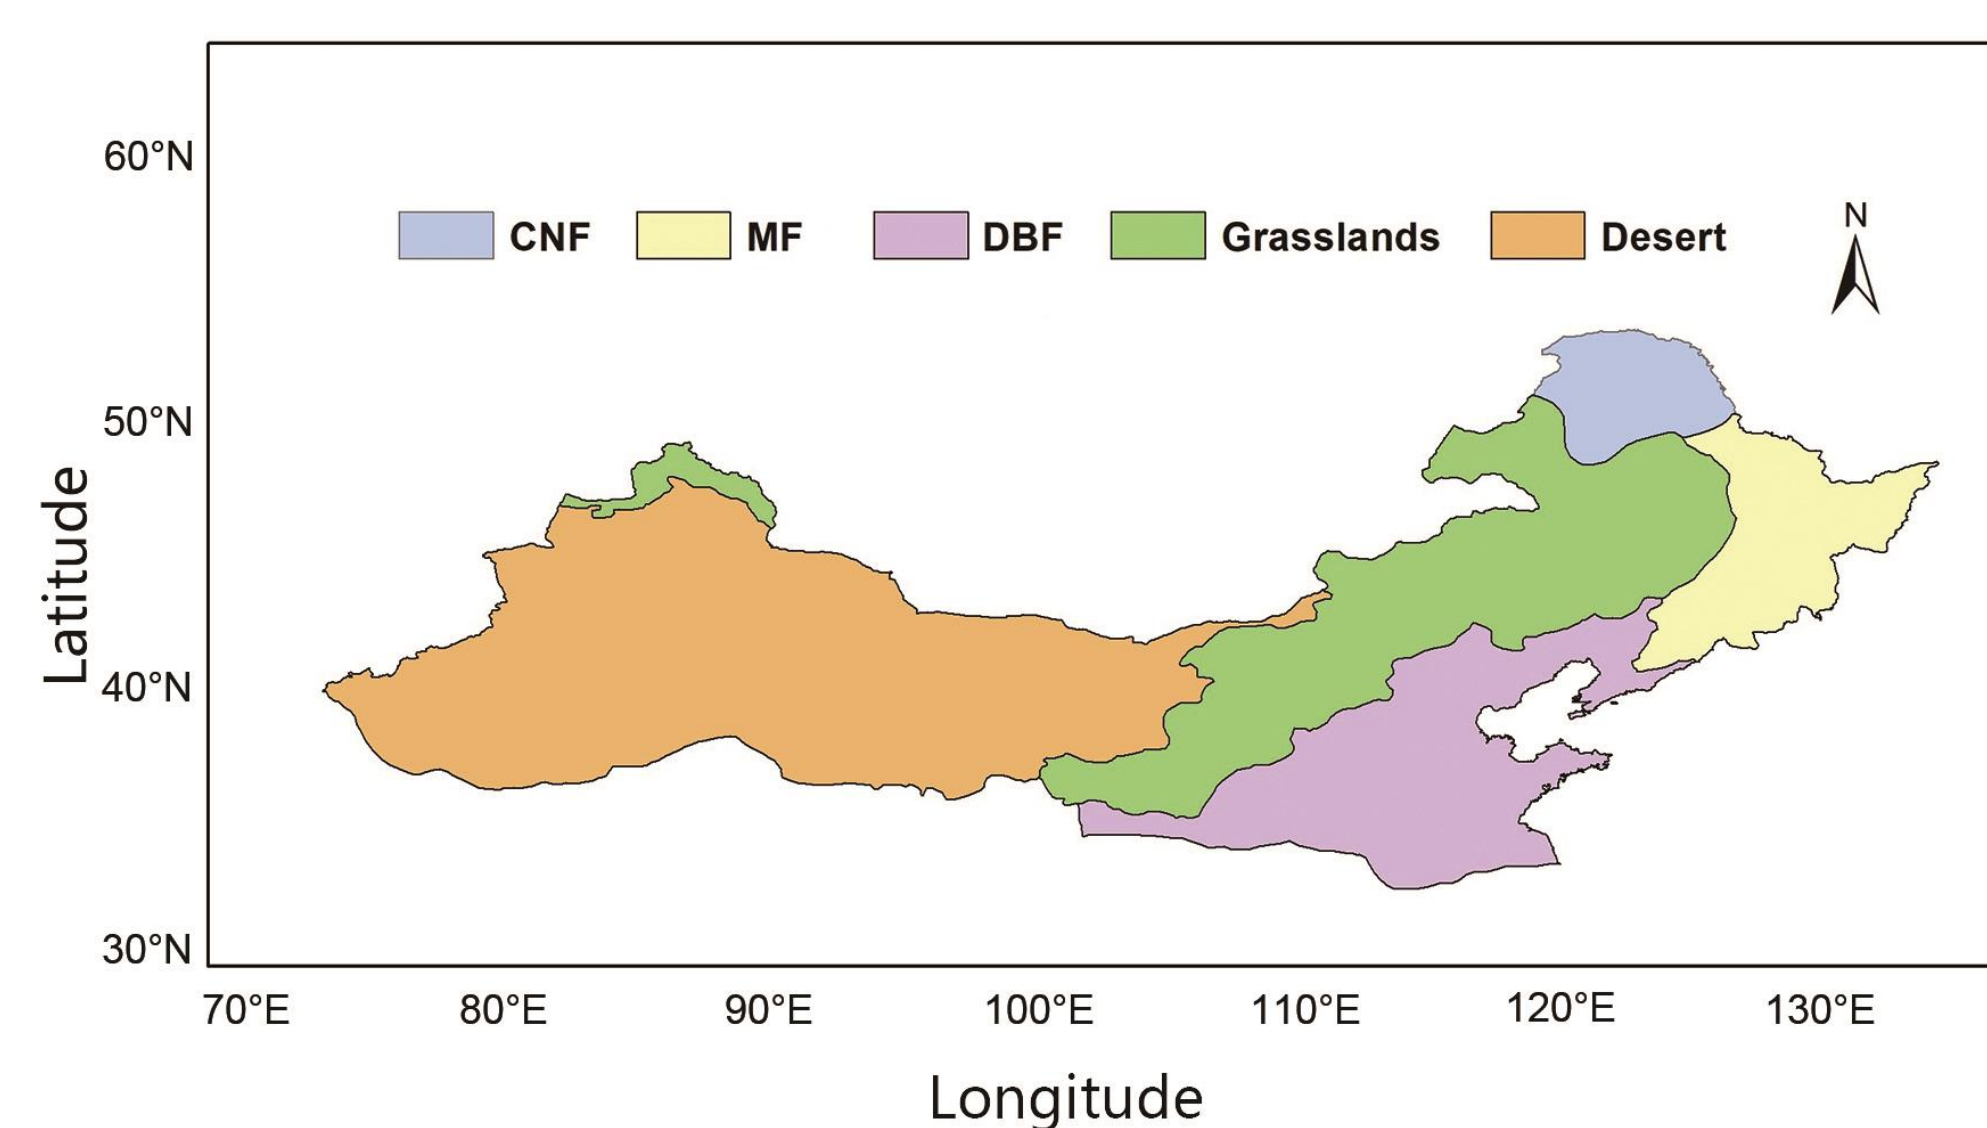 60°N
CNF MF DBF Grasslands Desert
N
50°N
Latitude
40°N
30°N
70°E 80°E 90°E 100°E 110°E 120°E 130°E
Longitude